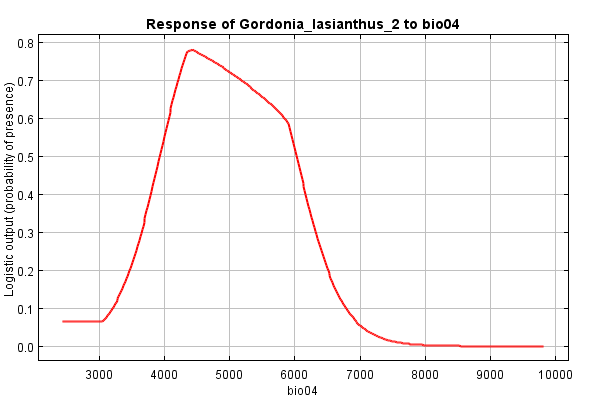 Response of Gordonia_lasianthus_2 to bio04
Logistic output (probability of presence)
0.8
0.7
0.6
0.5
0.4
0.3
0.2
0.1
0.0
3000 4000 5000 6000 7000 8000 9000 10000
bio04